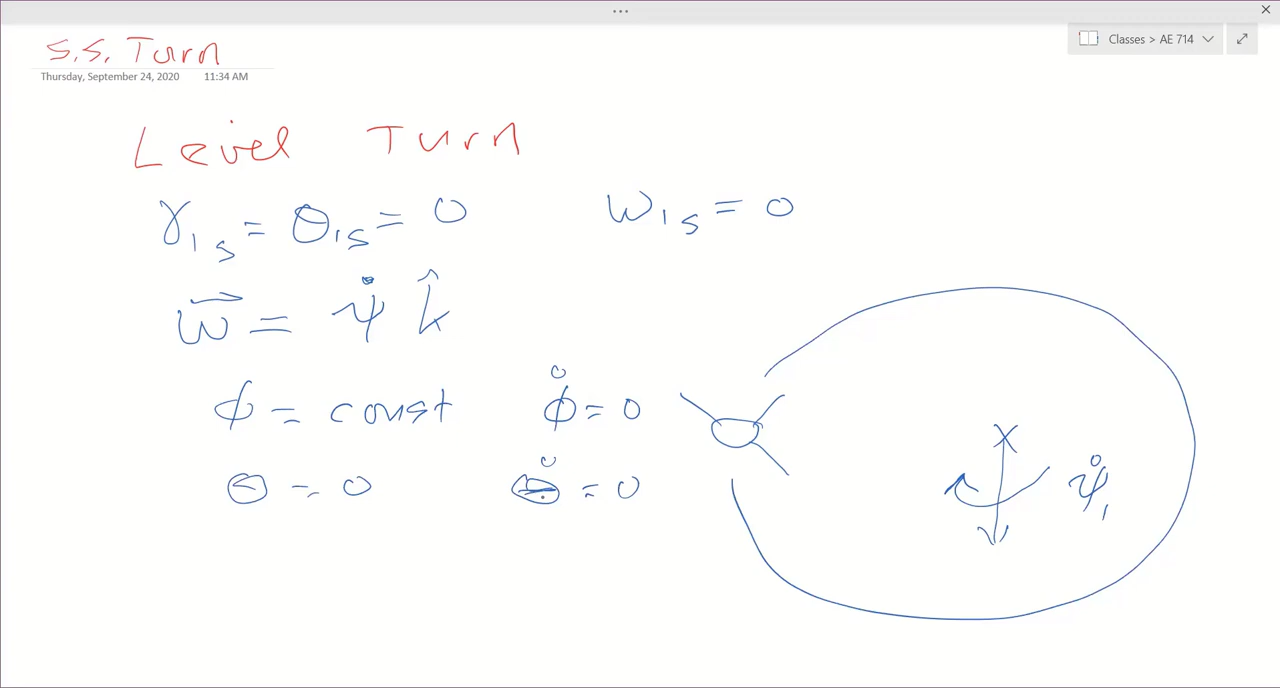 Classes > AE 714
S.S. Turn
Thursday, September 24, 2020 11:34 AM
Level Turn
γ₁ₛ = θ₁ₛ = 0 w₁ₛ = 0
ω⃗ = ψ̇ k̂
φ = const φ̇ = 0
θ = 0 θ̇ = 0
ψ̇₁